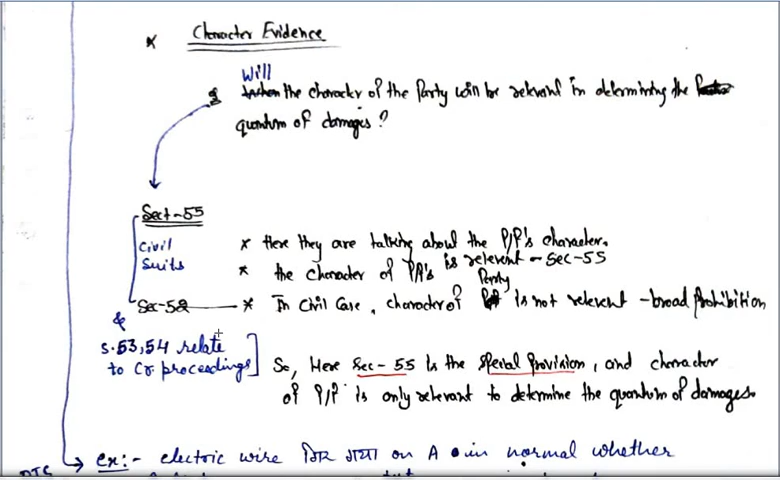 * Character Evidence
Will
Q When the character of the Party will be relevant in determining the
quantum of damages?
Sect-55
Civil
Suits
* Here they are talking about the P/P's character.
* the character of PA's is relevant - Sec-55
Sec-52 * In Civil Case, character of Party is not relevant - broad prohibition
&
S.53,54 relate
to Cr proceedings]
So, Here Sec-55 is the special provision, and character
of P/P is only relevant to determine the quantum of damages.
ex:- electric wire गिर गया on A in normal whether